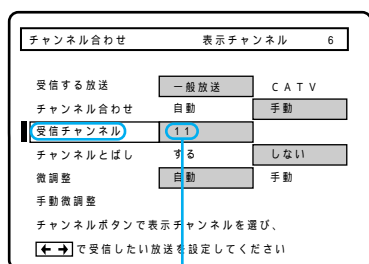 チャンネル合わせ 表示チャンネル 6
受信する放送 一般放送 CATV
チャンネル合わせ 自動 手動
受信チャンネル 11
チャンネルとばし する しない
微調整 自動 手動
手動微調整
チャンネルボタンで表示チャンネルを選び、
←→で受信したい放送を設定してください